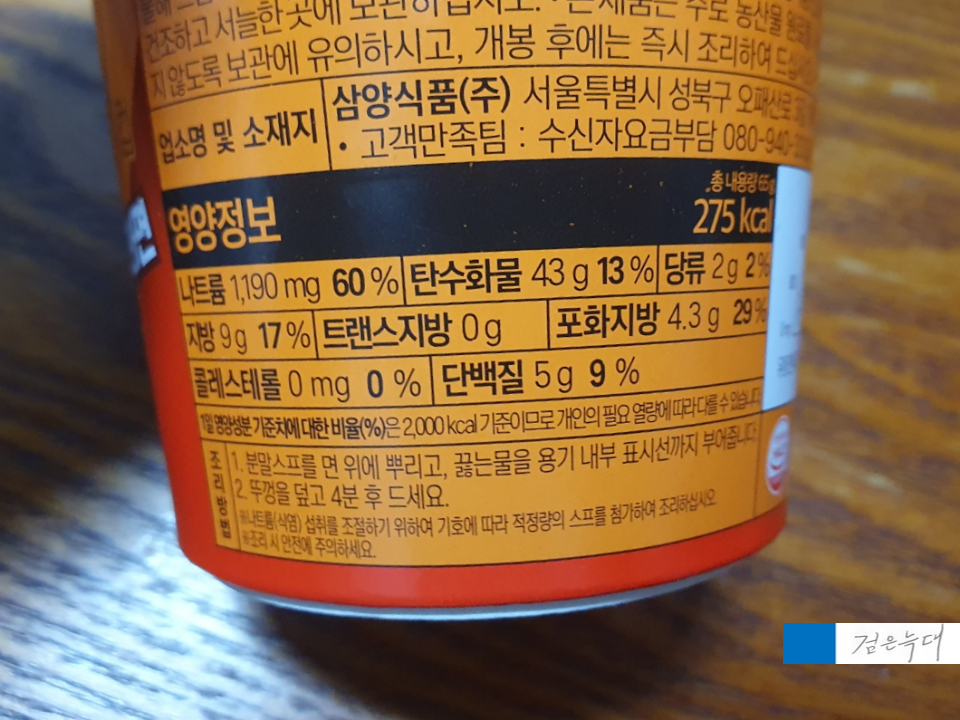 건조하고 서늘한 곳에 보관하십시오. 본 제품은 주로 농산물
지 않도록 보관에 유의하시고, 개봉 후에는 즉시 조리하여
업소명 및 소재지
삼양식품(주) 서울특별시 성북구 오패산로
• 고객만족팀 : 수신자요금부담 080-940-
영양정보
총 내용량 65 g
275 kcal
나트륨 1,190 mg 60 % 탄수화물 43 g 13 % 당류 2 g 2 %
지방 9 g 17 % 트랜스지방 0 g 포화지방 4.3 g 29 %
콜레스테롤 0 mg 0 % 단백질 5 g 9 %
1일 영양성분 기준치에 대한 비율(%)은 2,000 kcal 기준이므로 개인의 필요 열량에 따라 다를 수 있습니다
조리방법
1. 분말스프를 면 위에 뿌리고, 끓는물을 용기 내부 표시선까지 부어줍니다.
2. 뚜껑을 덮고 4분 후 드세요.
※나트륨(식염) 섭취를 조절하기 위하여 기호에 따라 적정량의 스프를 첨가하여 조리하십시오.
※조리 시 안전에 주의하세요.
검은늑대